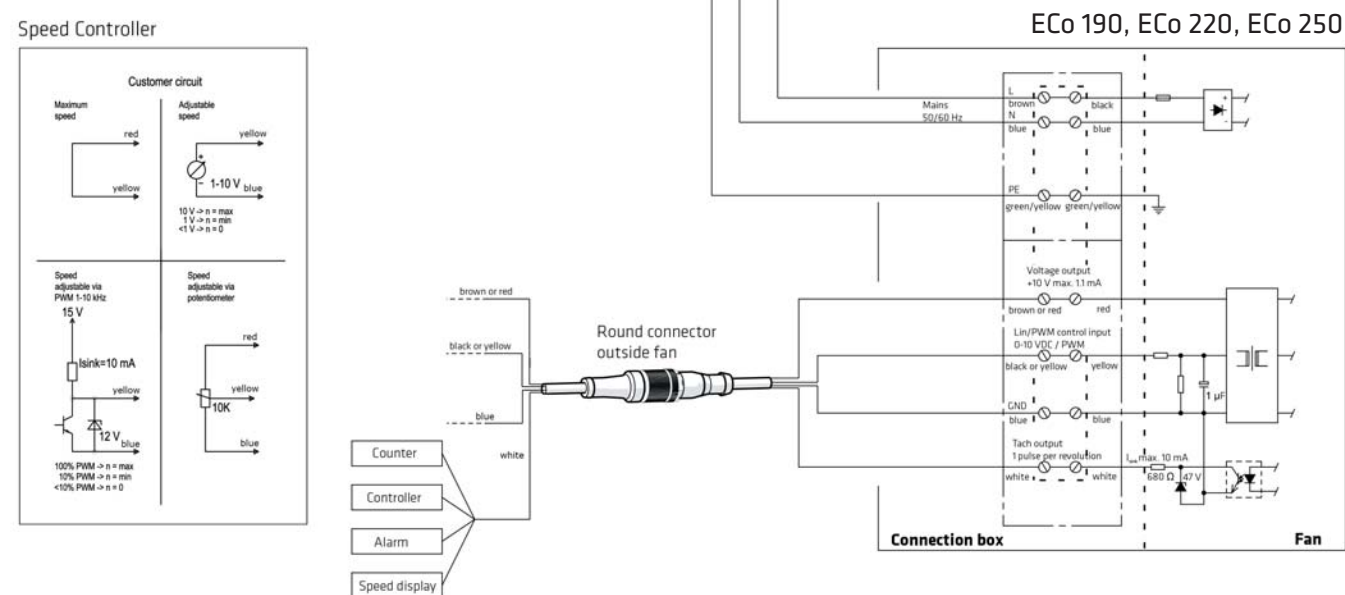 Speed Controller
Customer circuit
Maximum
speed
red
yellow
Adjustable
speed
yellow
+
1-10 V
−
blue
10 V -> n = max
1 V -> n = min
<1 V -> n = 0
Speed
adjustable via
PWM 1-10 kHz
15 V
Isink=10 mA
yellow
12 V
blue
100% PWM -> n = max
10% PWM -> n = min
<10% PWM -> n = 0
Speed
adjustable via
potentiometer
red
yellow
10K
blue
brown or red
black or yellow
blue
white
Counter
Controller
Alarm
Speed display
Round connector
outside fan
ECo 190, ECo 220, ECo 250
Mains
50/60 Hz
L
brown
black
N
blue
blue
+
-
PE
green/yellow
green/yellow
Voltage output
+10 V max. 1.1 mA
brown or red
red
Lin/PWM control input
0-10 VDC / PWM
black or yellow
yellow
1 µF
GND
blue
blue
Tach output
1 pulse per revolution
white
white
max. 10 mA
680 Ω
47 V
Connection box
Fan